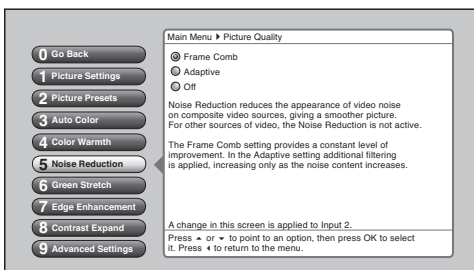 Main Menu ▶ Picture Quality
0 Go Back
1 Picture Settings
2 Picture Presets
3 Auto Color
4 Color Warmth
5 Noise Reduction
6 Green Stretch
7 Edge Enhancement
8 Contrast Expand
9 Advanced Settings
Frame Comb
Adaptive
Off
Noise Reduction reduces the appearance of video noise
on composite video sources, giving a smoother picture.
For other sources of video, the Noise Reduction is not active.
The Frame Comb setting provides a constant level of
improvement. In the Adaptive setting additional filtering
is applied, increasing only as the noise content increases.
A change in this screen is applied to Input 2.
Press ▲ or ▼ to point to an option, then press OK to select
it. Press ◀ to return to the menu.